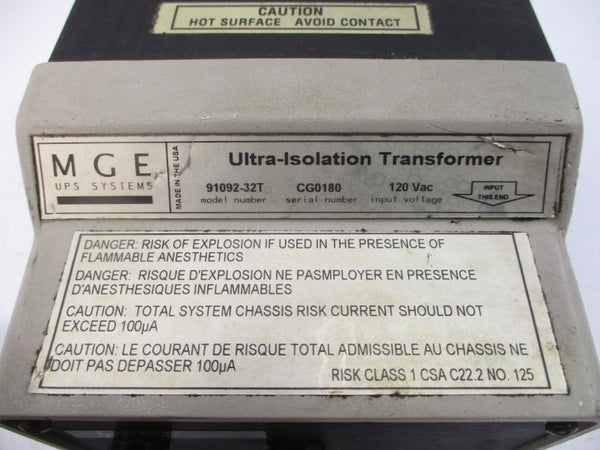 CAUTION
HOT SURFACE AVOID CONTACT
MGE
UPS SYSTEMS
MADE IN THE USA
Ultra-Isolation Transformer
91092-32T CG0180 120 Vac
model number serial number input voltage
INPUT
THIS END
DANGER: RISK OF EXPLOSION IF USED IN THE PRESENCE OF
FLAMMABLE ANESTHETICS
DANGER: RISQUE D'EXPLOSION NE PASMPLOYER EN PRESENCE
D'ANESTHESIQUES INFLAMMABLES
CAUTION: TOTAL SYSTEM CHASSIS RISK CURRENT SHOULD NOT
EXCEED 100µA
CAUTION: LE COURANT DE RISQUE TOTAL ADMISSIBLE AU CHASSIS NE
DOIT PAS DEPASSER 100µA
RISK CLASS 1 CSA C22.2 NO. 125